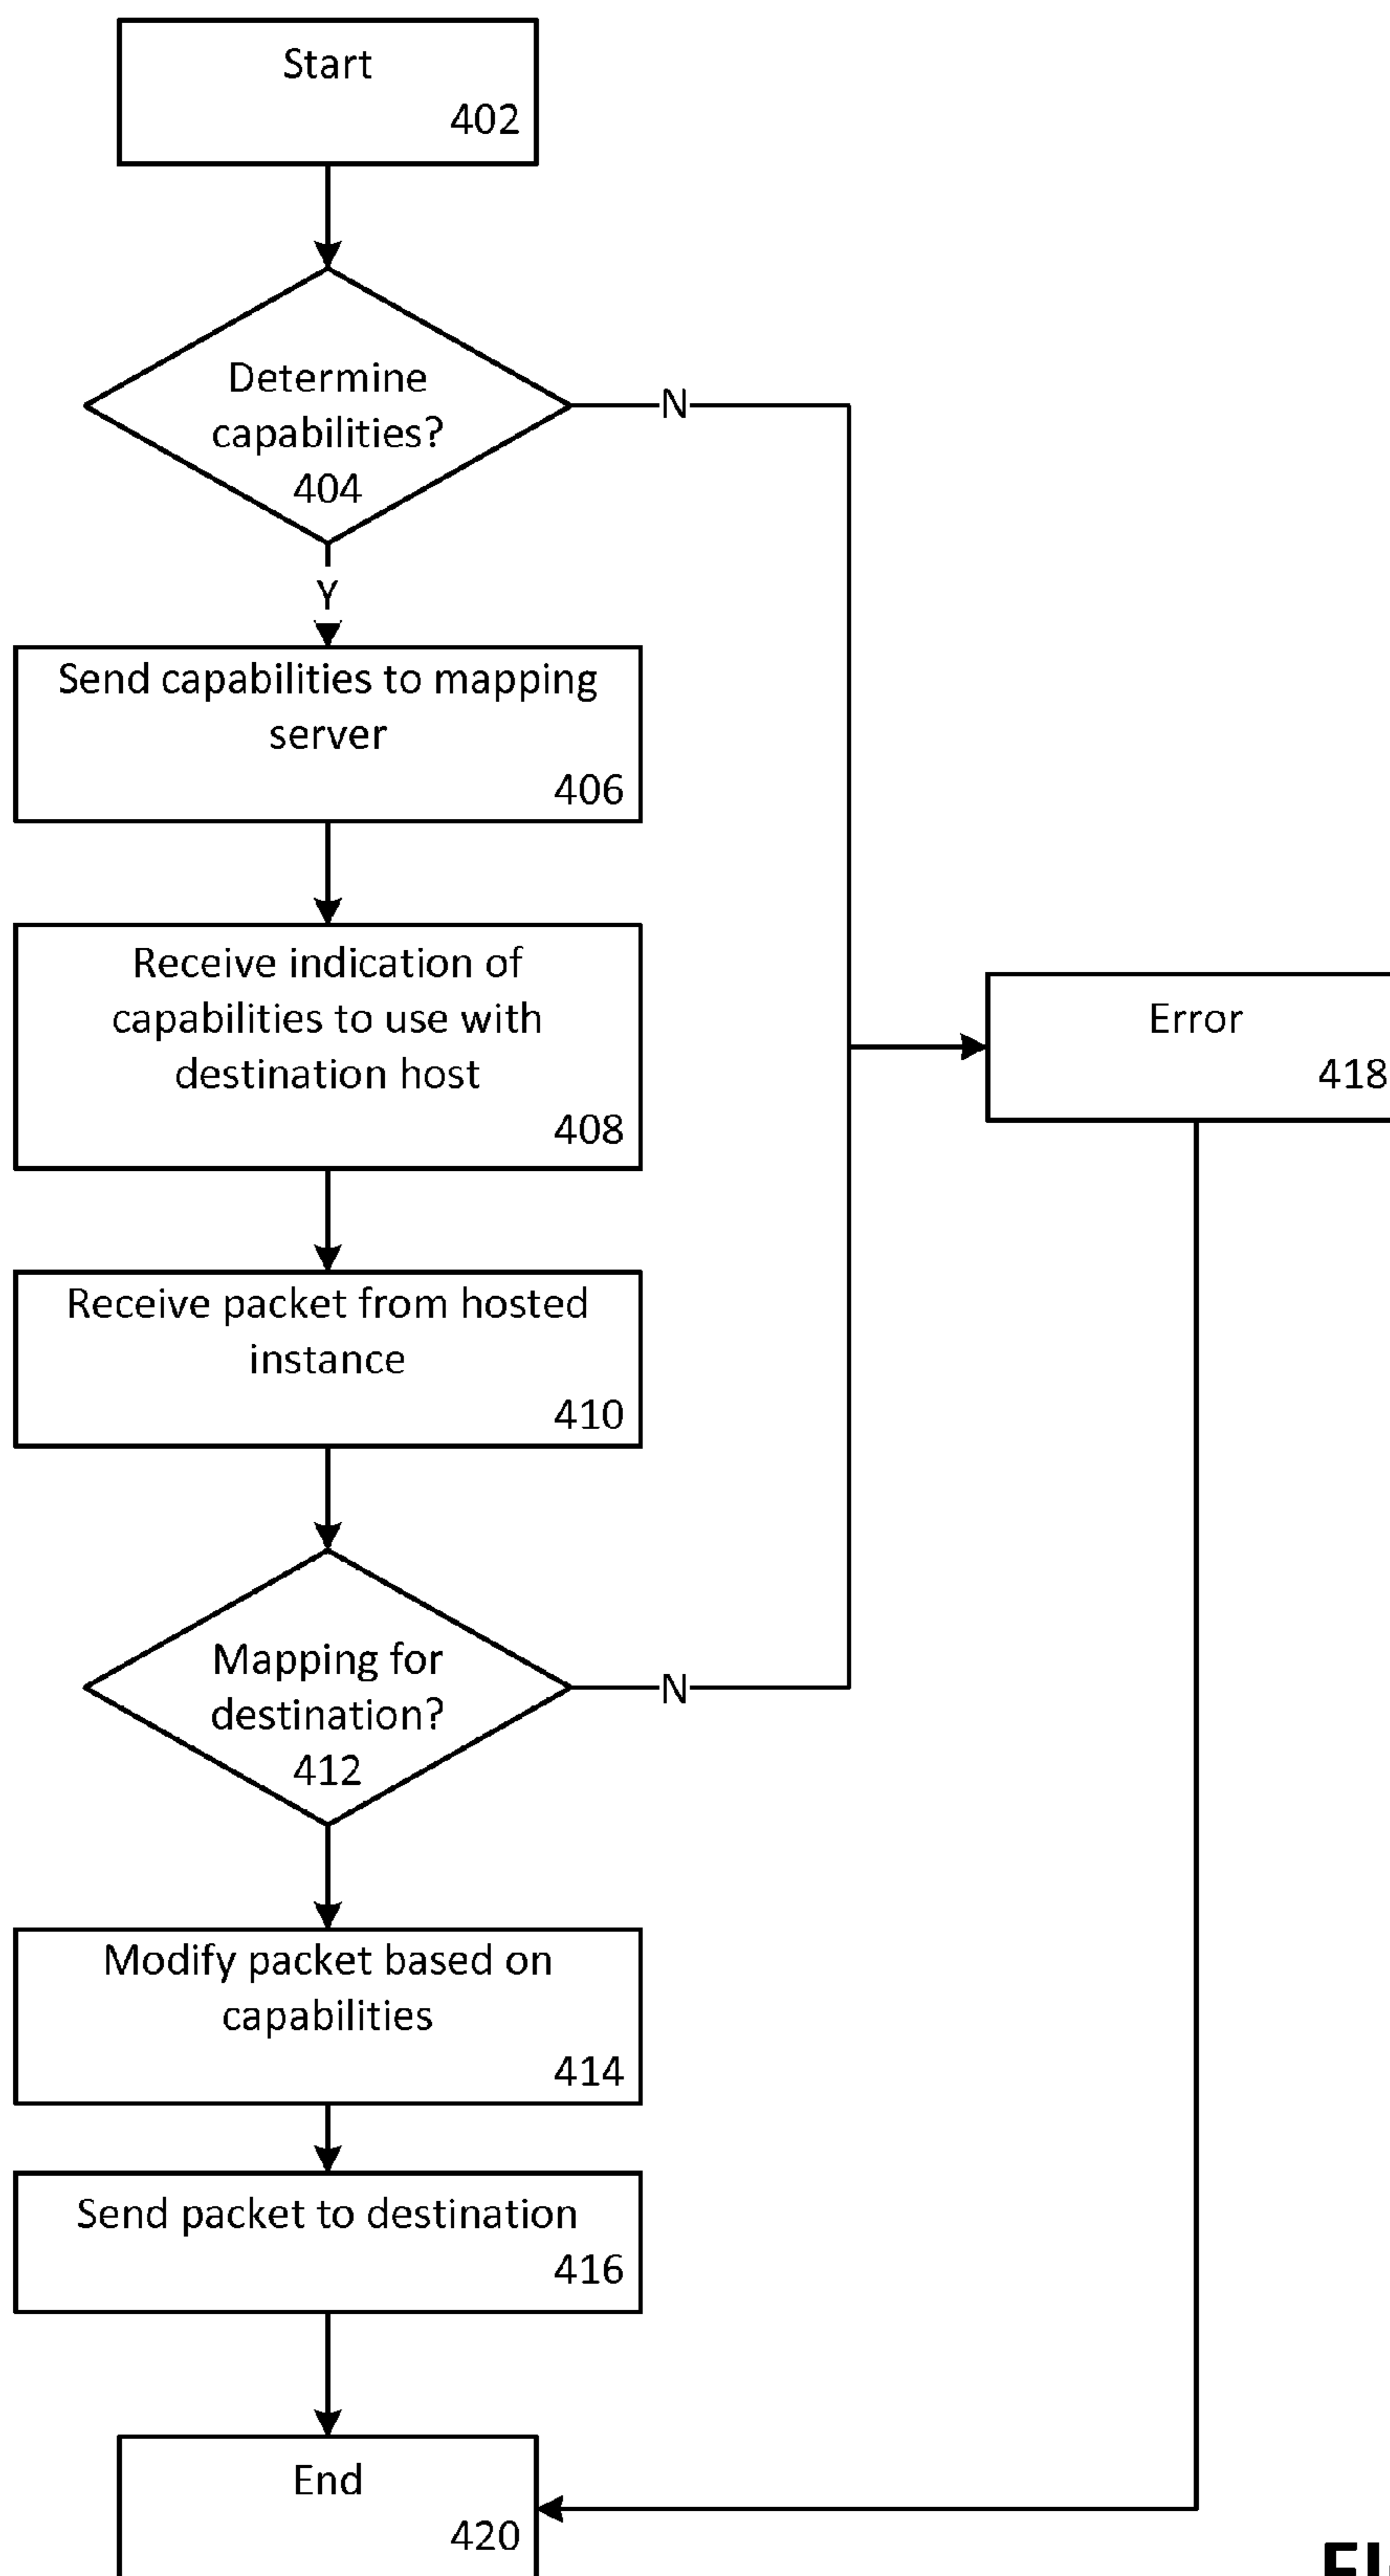 Start
402
Determine
capabilities?
404
N
Y
Send capabilities to mapping
server
406
Receive indication of
capabilities to use with
destination host
408
Error
418
Receive packet from hosted
instance
410
Mapping for
destination?
412
N
Modify packet based on
capabilities
414
Send packet to destination
416
End
420